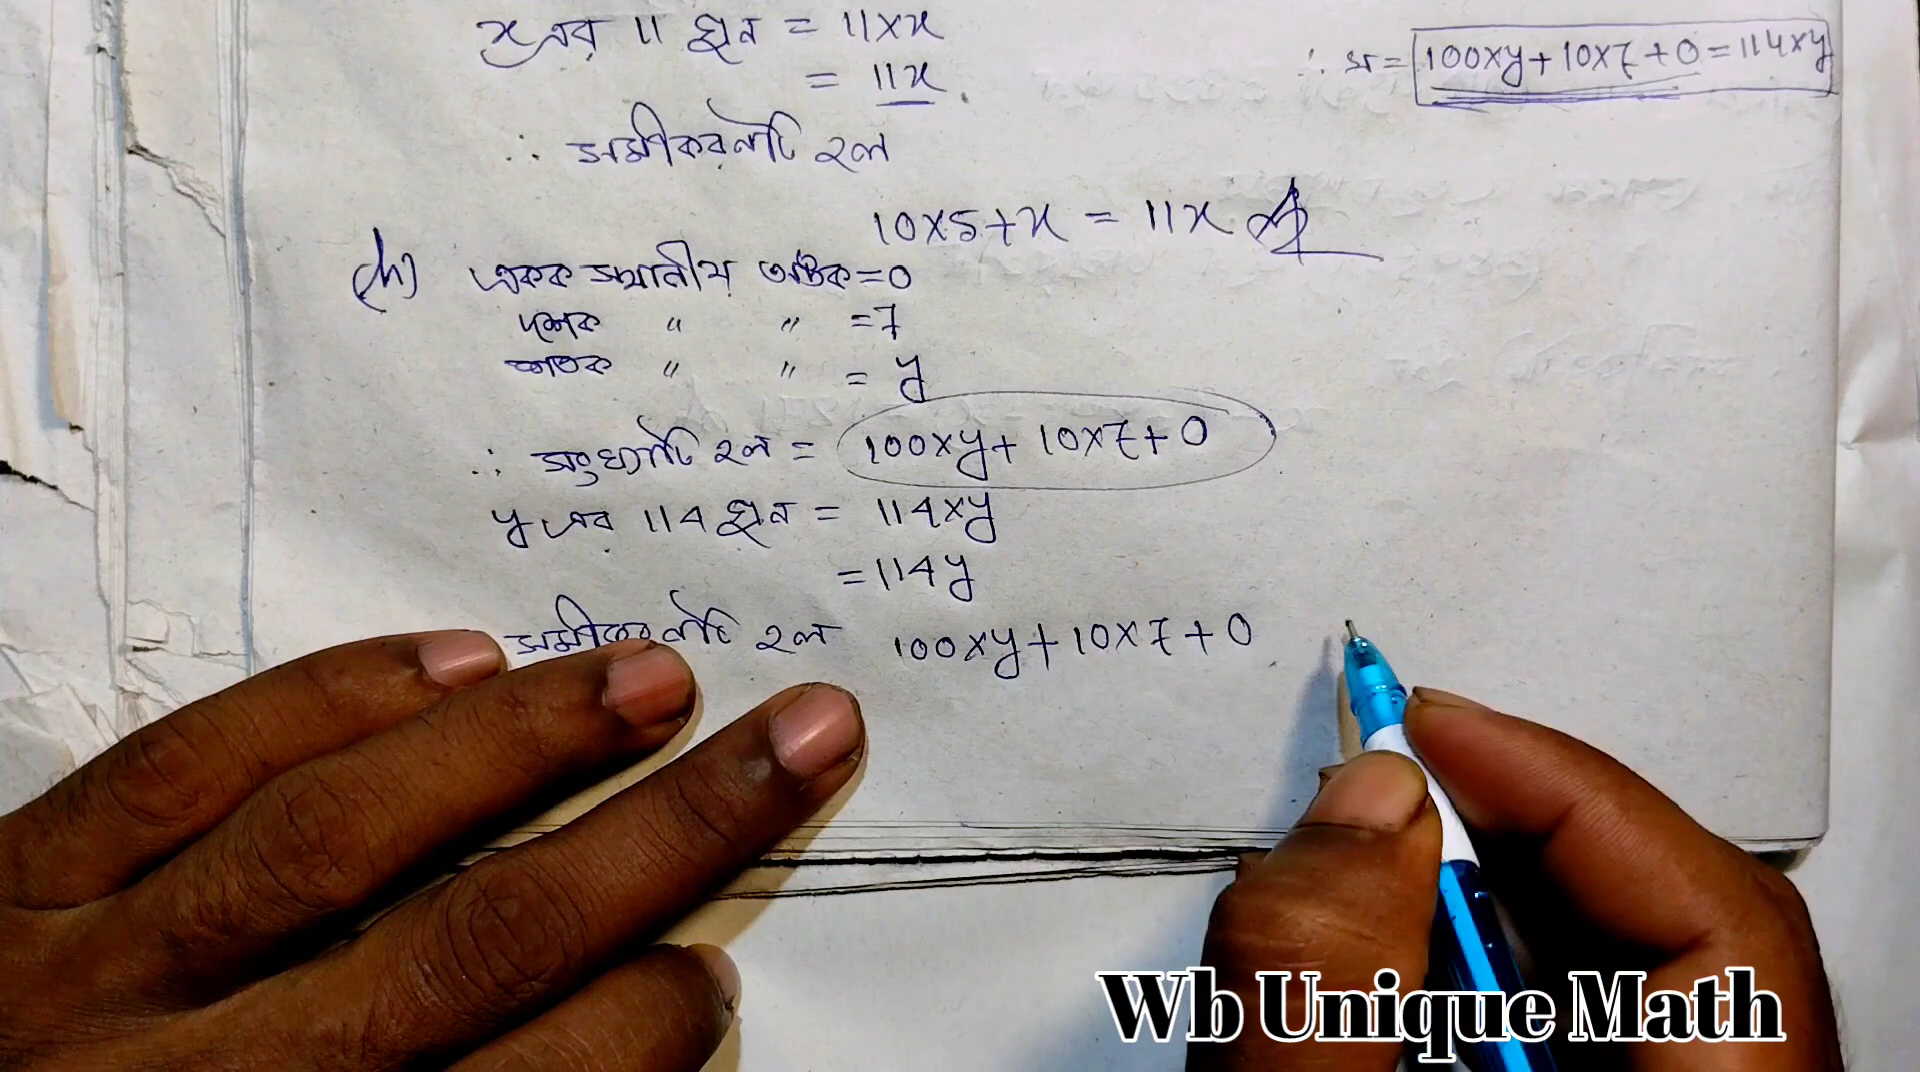 x এর 11 গুন = 11×x
= 11x
∴ স = 100×y+10×7+0=114×y
∴ সমীকরনটি হল
10×5+x = 11x
(h) একক স্থানীয় অঙ্ক = 0
দশক " " = 7
শতক " " = y
∴ সংখ্যাটি হল = 100×y+ 10×7+ 0
y এর 114 গুন = 114×y
= 114y
সমীকরনটি হল 100×y+10×7+0
Wb Unique Math